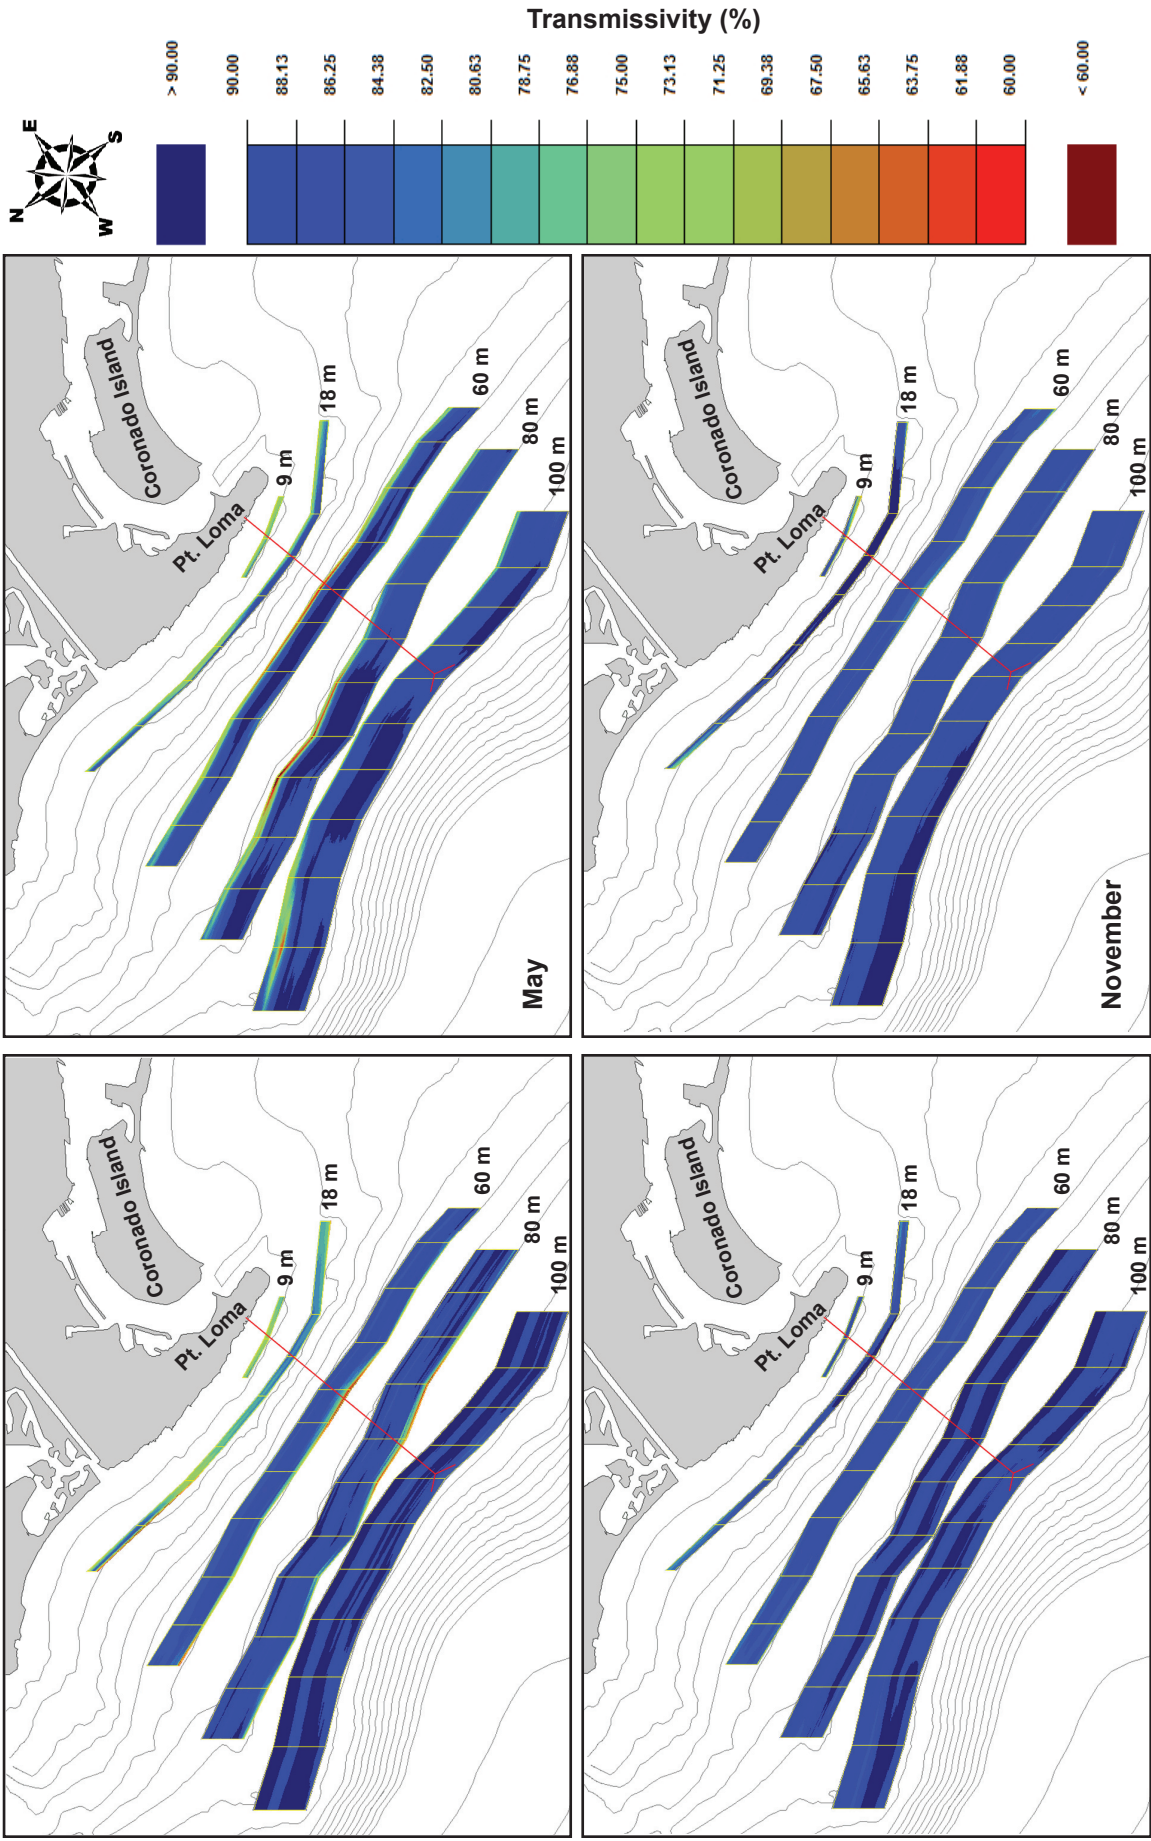 Transmissivity (%)
> 90.00
90.00
88.13
86.25
84.38
82.50
80.63
78.75
76.88
75.00
73.13
71.25
69.38
67.50
65.63
63.75
61.88
60.00
< 60.00
N
E
S
W
Coronado Island
Pt. Loma
9 m
18 m
60 m
80 m
100 m
May
Coronado Island
Pt. Loma
9 m
18 m
60 m
80 m
100 m
November
Coronado Island
Pt. Loma
9 m
18 m
60 m
80 m
100 m
Coronado Island
Pt. Loma
9 m
18 m
60 m
80 m
100 m